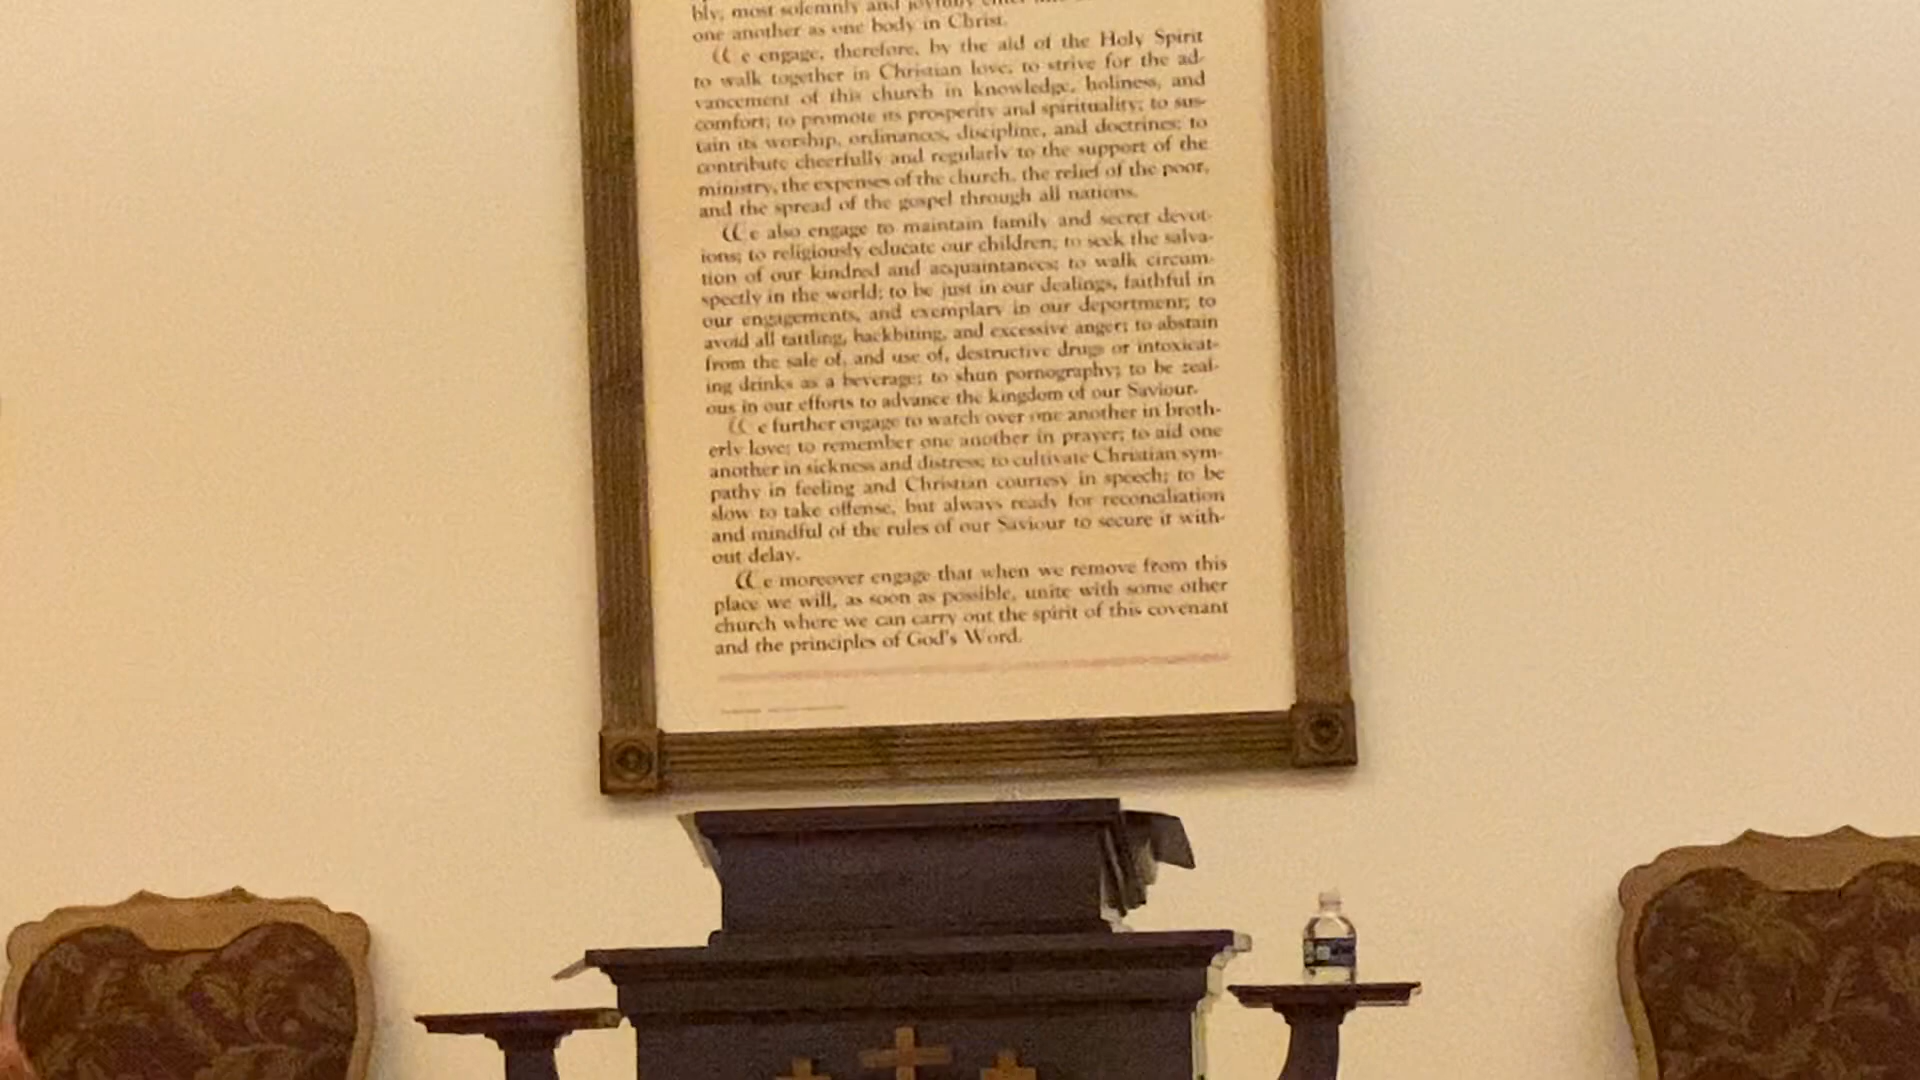 bly, most solemnly and joyfully enter
one another as one body in Christ.
We engage, therefore, by the aid of the Holy Spirit
to walk together in Christian love; to strive for the ad-
vancement of this church in knowledge, holiness, and
comfort; to promote its prosperity and spirituality; to sus-
tain its worship, ordinances, discipline, and doctrines; to
contribute cheerfully and regularly to the support of the
ministry, the expenses of the church, the relief of the poor,
and the spread of the gospel through all nations.
We also engage to maintain family and secret devot-
ions; to religiously educate our children; to seek the salva-
tion of our kindred and acquaintances; to walk circum-
spectly in the world; to be just in our dealings, faithful in
our engagements, and exemplary in our deportment; to
avoid all tattling, backbiting, and excessive anger; to abstain
from the sale of, and use of, destructive drugs or intoxicat-
ing drinks as a beverage; to shun pornography; to be zeal-
ous in our efforts to advance the kingdom of our Saviour.
We further engage to watch over one another in broth-
erly love; to remember one another in prayer; to aid one
another in sickness and distress; to cultivate Christian sym-
pathy in feeling and Christian courtesy in speech; to be
slow to take offense, but always ready for reconciliation
and mindful of the rules of our Saviour to secure it with-
out delay.
We moreover engage that when we remove from this
place we will, as soon as possible, unite with some other
church where we can carry out the spirit of this covenant
and the principles of God's Word.